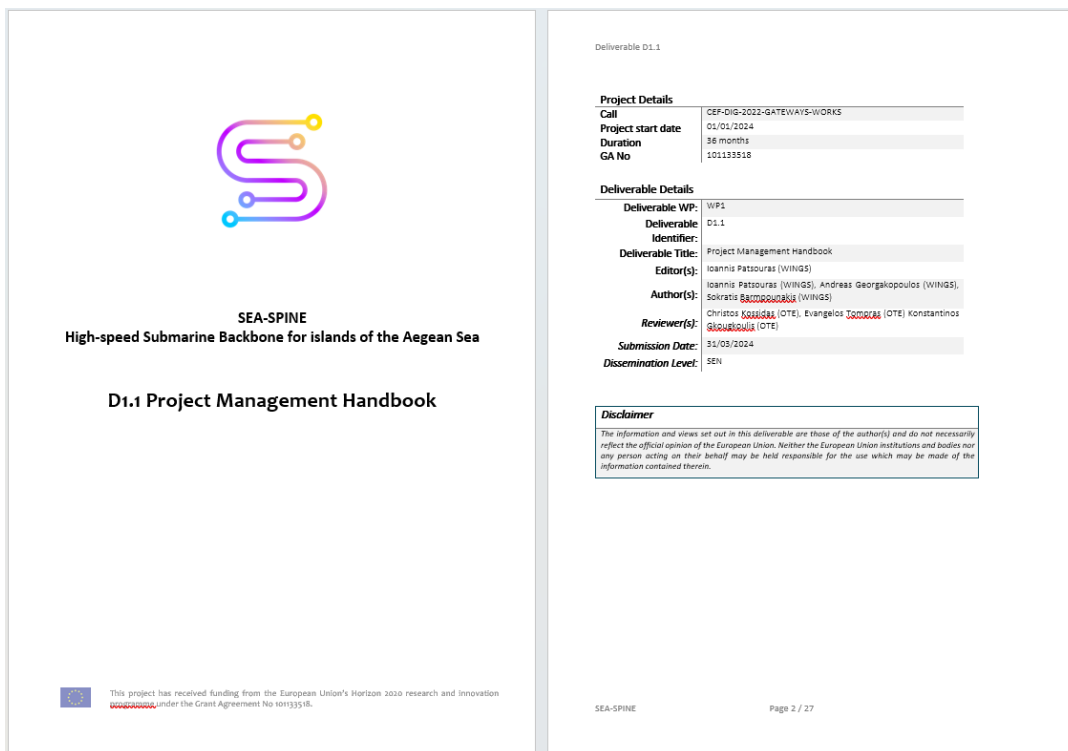 SEA-SPINE
High-speed Submarine Backbone for islands of the Aegean Sea
D1.1 Project Management Handbook
This project has received funding from the European Union's Horizon 2020 research and innovation
programme under the Grant Agreement No 101133518.
Deliverable D1.1
Project Details
Call CEF-DIG-2022-GATEWAYS-WORKS
Project start date 01/01/2024
Duration 36 months
GA No 101133518
Deliverable Details
Deliverable WP: WP1
Deliverable D1.1
Identifier:
Deliverable Title: Project Management Handbook
Editor(s): Ioannis Patsouras (WINGS)
Author(s): Ioannis Patsouras (WINGS), Andreas Georgakopoulos (WINGS),
Sokratis Barmpounakis (WINGS)
Reviewer(s): Christos Kossidas (OTE), Evangelos Tompras (OTE) Konstantinos
Gkougkoulis (OTE)
Submission Date: 31/03/2024
Dissemination Level: SEN
Disclaimer
The information and views set out in this deliverable are those of the author(s) and do not necessarily
reflect the official opinion of the European Union. Neither the European Union institutions and bodies nor
any person acting on their behalf may be held responsible for the use which may be made of the
information contained therein.
SEA-SPINE Page 2 / 27